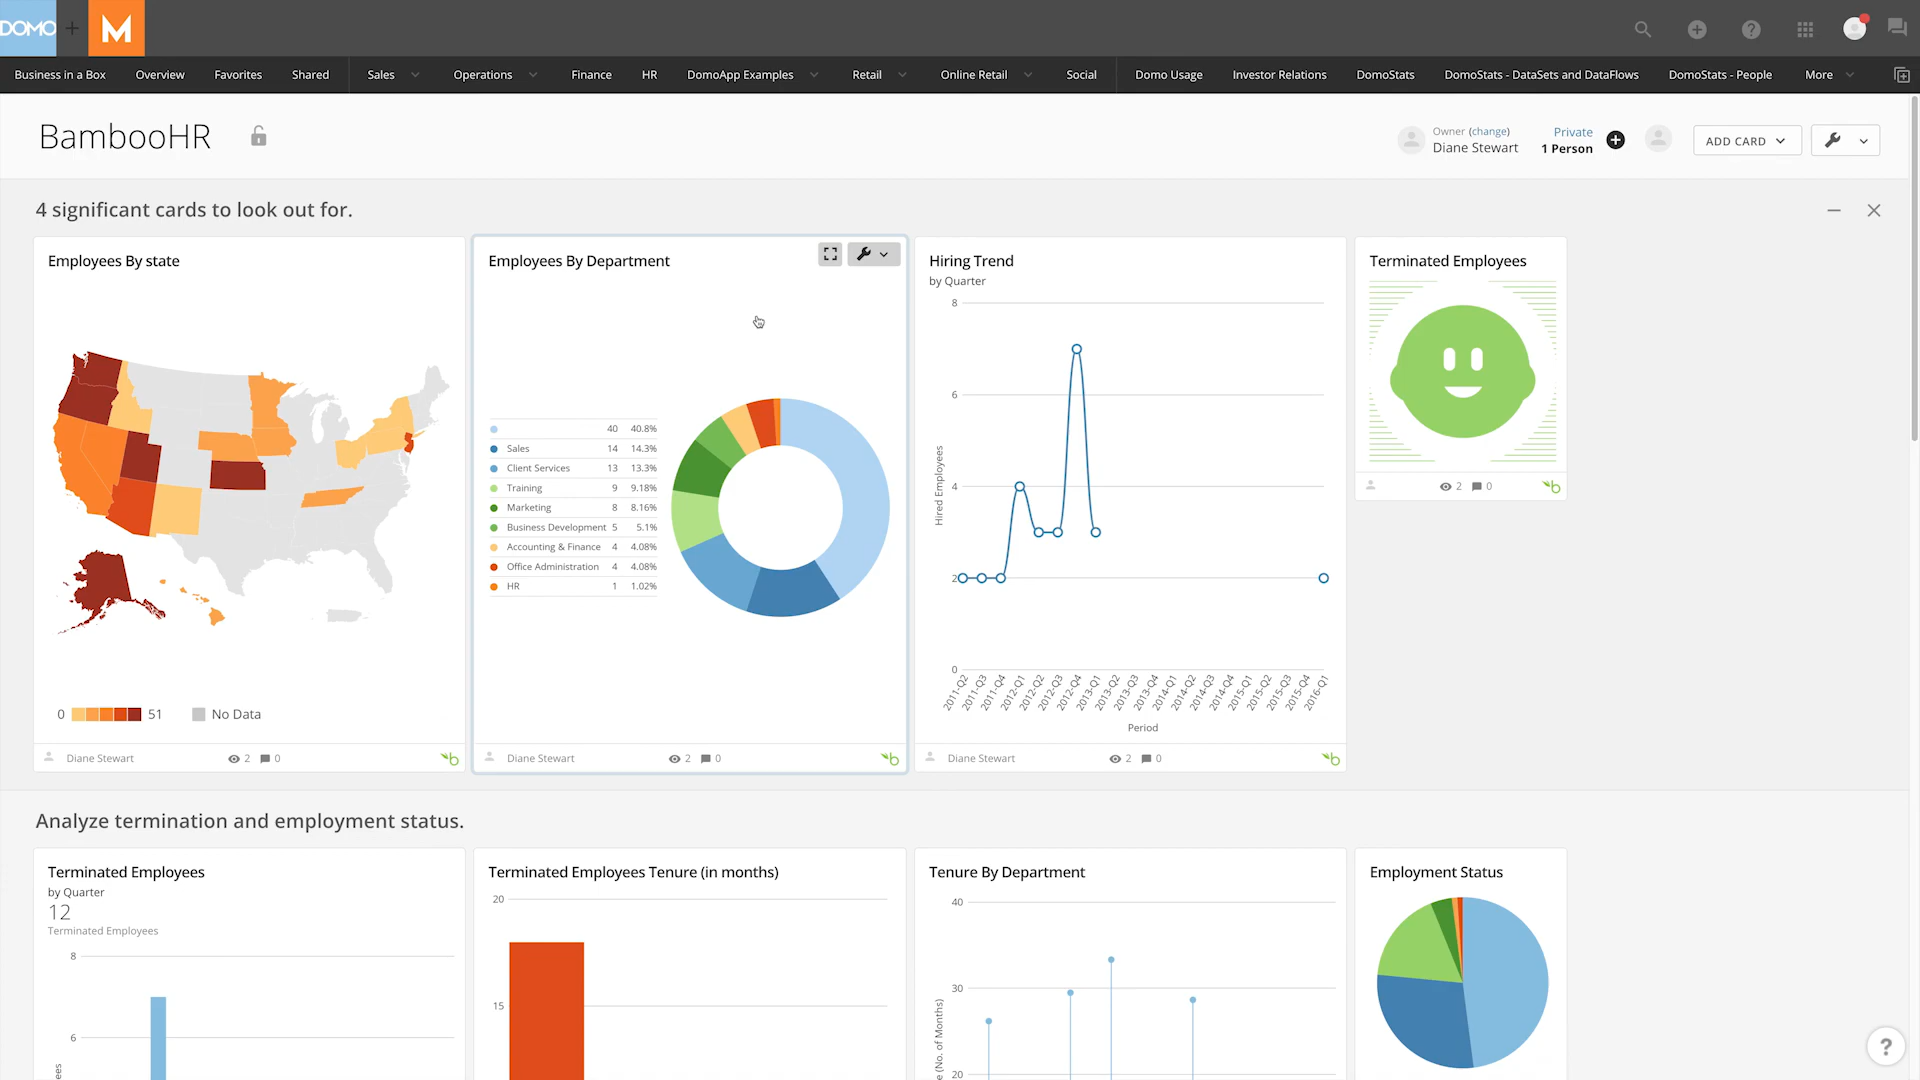 DOMO
M
Business in a Box Overview Favorites Shared Sales Operations Finance HR DomoApp Examples Retail Online Retail Social Domo Usage Investor Relations DomoStats DomoStats - DataSets and DataFlows DomoStats - People More
BambooHR
Owner (change)
Diane Stewart
Private
1 Person
ADD CARD
4 significant cards to look out for.
Employees By state
0 51 No Data
Diane Stewart 2 0 b
Employees By Department
40 40.8%
Sales 14 14.3%
Client Services 13 13.3%
Training 9 9.18%
Marketing 8 8.16%
Business Development 5 5.1%
Accounting & Finance 4 4.08%
Office Administration 4 4.08%
HR 1 1.02%
Diane Stewart 2 0 b
Hiring Trend
by Quarter
8
6
4
2
0
Hired Employees
2011-Q2 2011-Q3 2011-Q4 2012-Q1 2012-Q2 2012-Q3 2012-Q4 2013-Q1 2013-Q2 2013-Q3 2013-Q4 2014-Q1 2014-Q2 2014-Q3 2014-Q4 2015-Q1 2015-Q2 2015-Q3 2015-Q4 2016-Q1
Period
Diane Stewart 2 0 b
Terminated Employees
2 0 b
Analyze termination and employment status.
Terminated Employees
by Quarter
12
Terminated Employees
8
6
Terminated Employees Tenure (in months)
20
15
Tenure By Department
40
30
20
e (No. of Months)
Employment Status
?